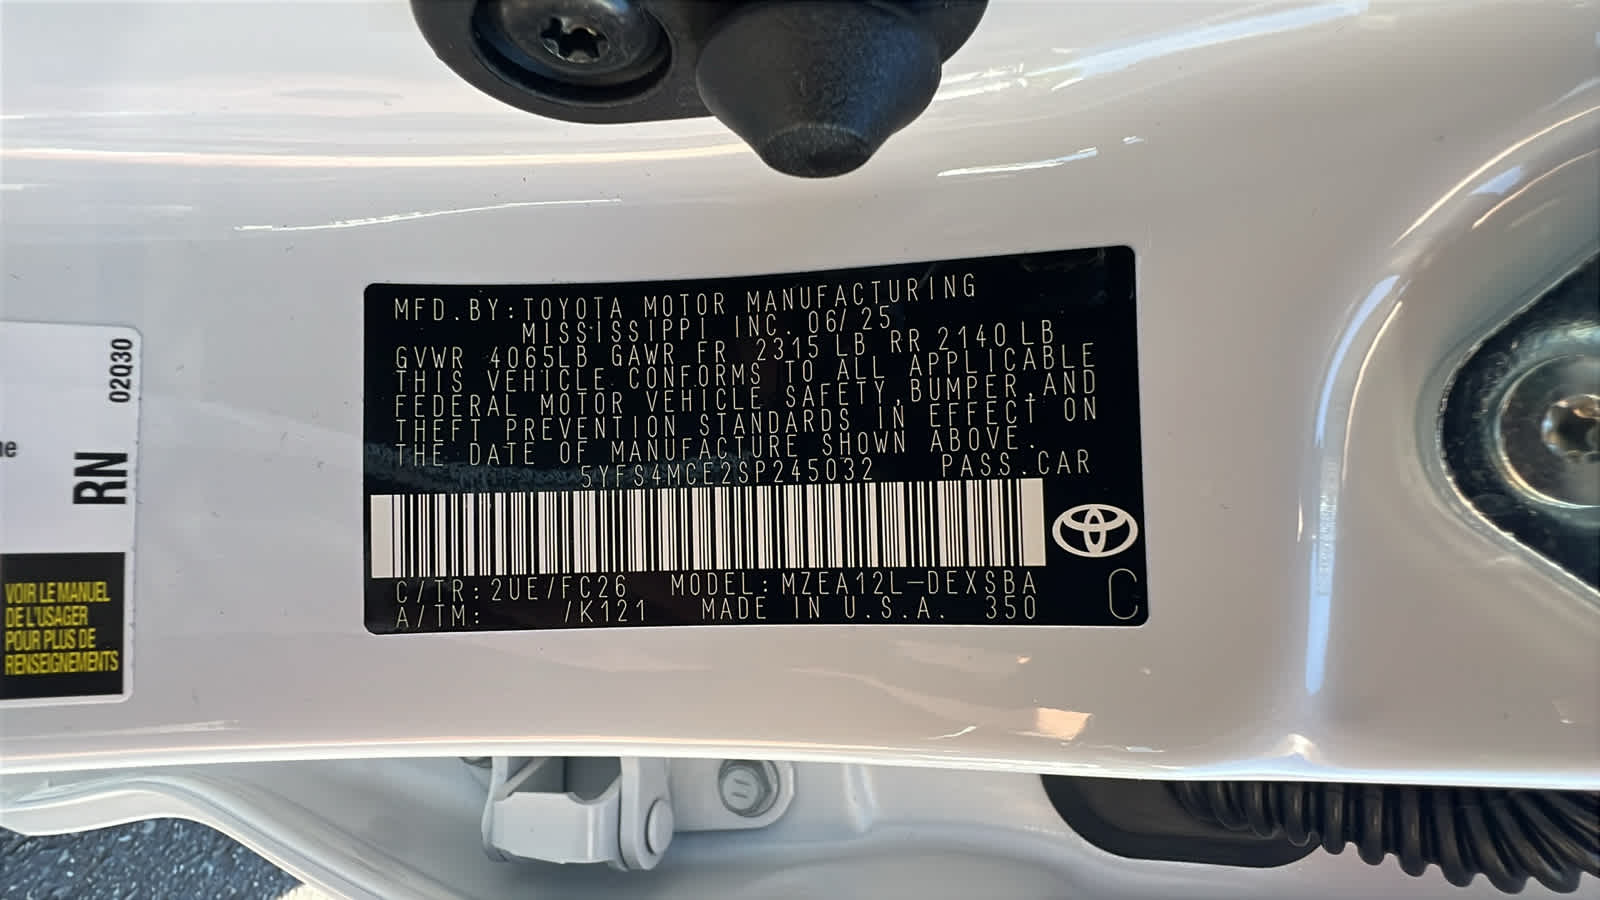 MFD.BY:TOYOTA MOTOR MANUFACTURING
MISSISSIPPI INC. 06/25
GVWR 4065LB GAWR FR 2315 LB RR 2140 LB
THIS VEHICLE CONFORMS TO ALL APPLICABLE
FEDERAL MOTOR VEHICLE SAFETY,BUMPER,AND
THEFT PREVENTION STANDARDS IN EFFECT ON
THE DATE OF MANUFACTURE SHOWN ABOVE.
5YFS4MCE2SP245032 PASS.CAR
C/TR:2UE/FC26 MODEL:MZEA12L-DEXSBA
A/TM: /K121 MADE IN U.S.A. 350
C
02Q30
RN
VOIR LE MANUEL
DE L'USAGER
POUR PLUS DE
RENSEIGNEMENTS